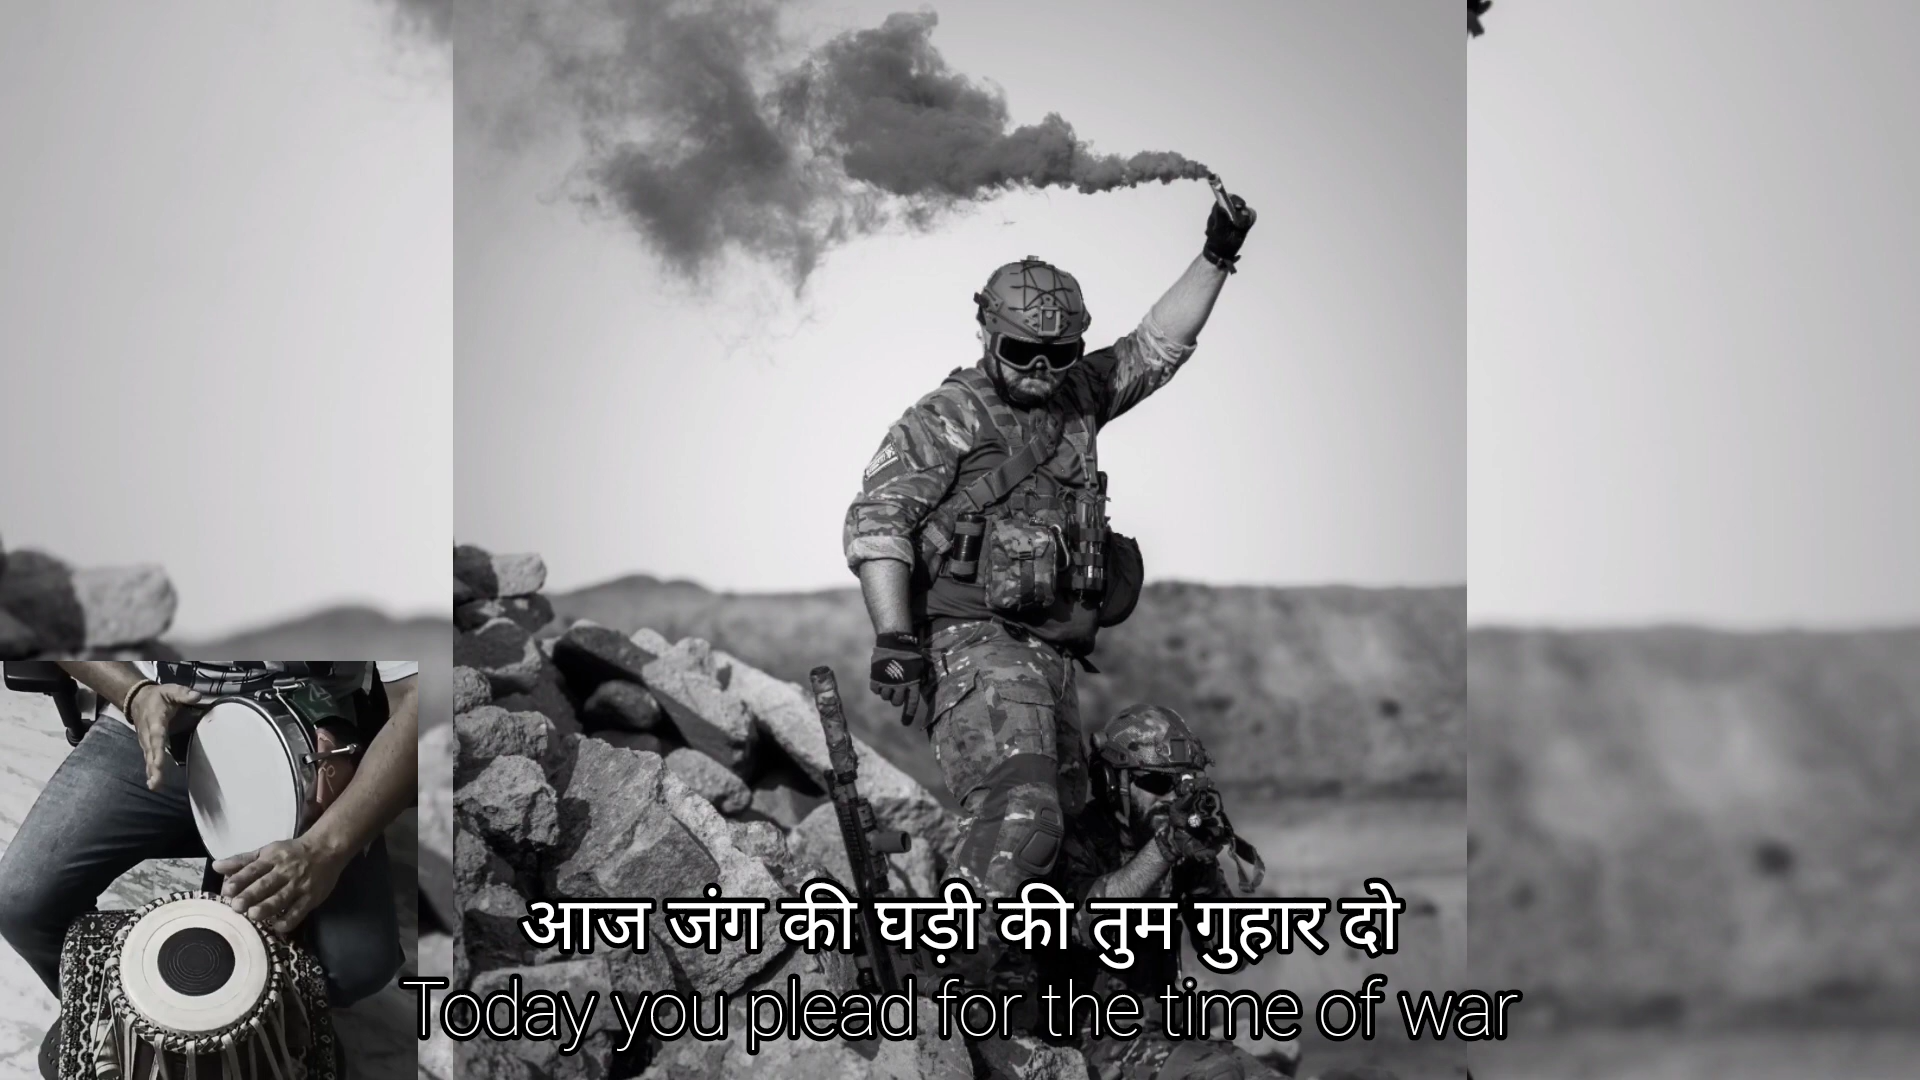 आज जंग की घड़ी की तुम गुहार दो
Today you plead for the time of war